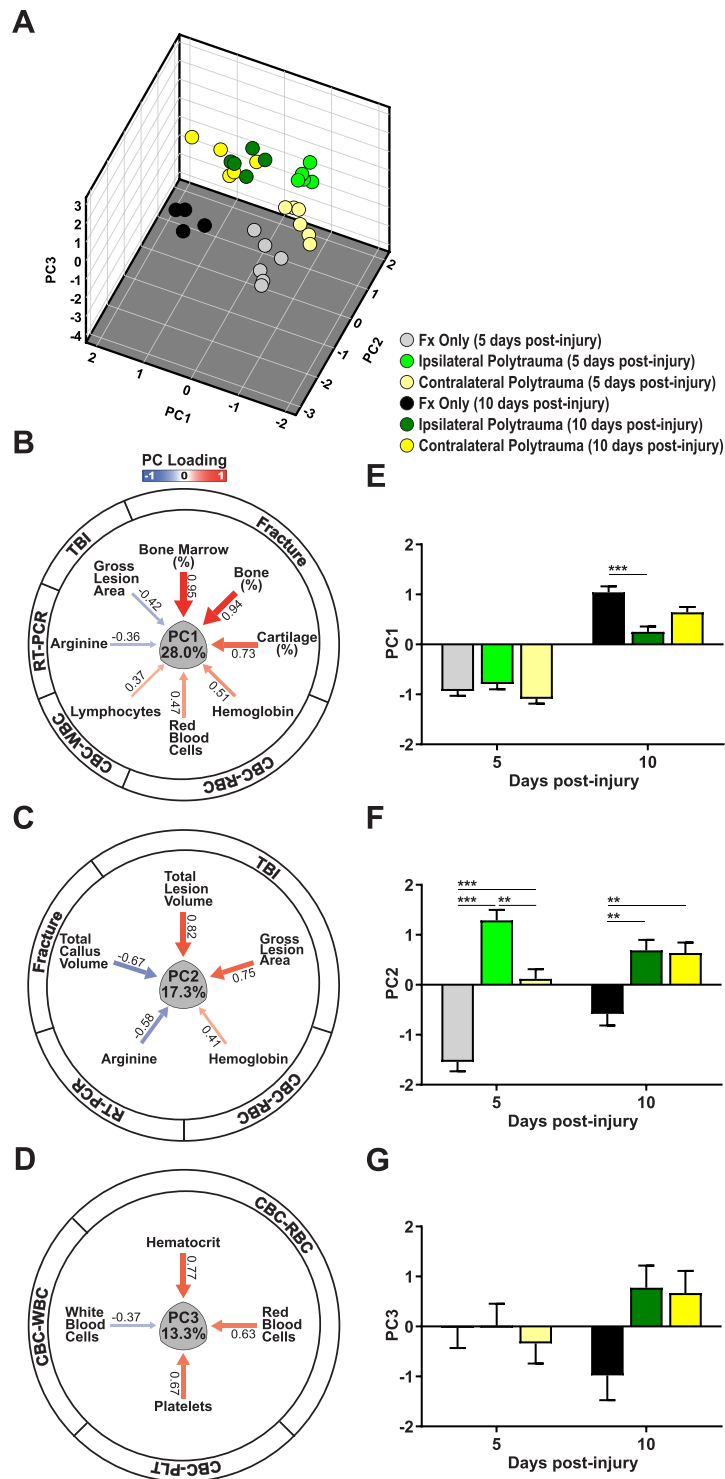 A
3
2
1
0
-1
-2
-3
-4
PC3
2
1
0
-1
-2
PC1
2
1
0
-1
-2
-3
PC2
Fx Only (5 days post-injury)
Ipsilateral Polytrauma (5 days post-injury)
Contralateral Polytrauma (5 days post-injury)
Fx Only (10 days post-injury)
Ipsilateral Polytrauma (10 days post-injury)
Contralateral Polytrauma (10 days post-injury)
B
PC Loading
-1 0 1
TBI
Fracture
RT-PCR
CBC-WBC
CBC-RBC
Gross
Lesion
Area
-0.42
Bone Marrow
(%)
0.95
Bone
(%)
0.94
Arginine
-0.36
PC1
28.0%
Cartilage
(%)
0.73
Lymphocytes
0.37
Red
Blood
Cells
0.47
Hemoglobin
0.51
E
2
1
0
-1
-2
PC1
***
5
10
Days post-injury
C
Fracture
TBI
RT-PCR
CBC-RBC
Total
Lesion
Volume
0.82
Total
Callus
Volume
-0.67
PC2
17.3%
Gross
Lesion
Area
0.75
Arginine
-0.58
Hemoglobin
0.41
F
2
1
0
-1
-2
PC2
***
*** **
**
**
5
10
Days post-injury
D
CBC-WBC
CBC-RBC
CBC-PLT
Hematocrit
0.77
White
Blood
Cells
-0.37
PC3
13.3%
Red
Blood
Cells
0.63
Platelets
0.67
G
2
1
0
-1
-2
PC3
5
10
Days post-injury